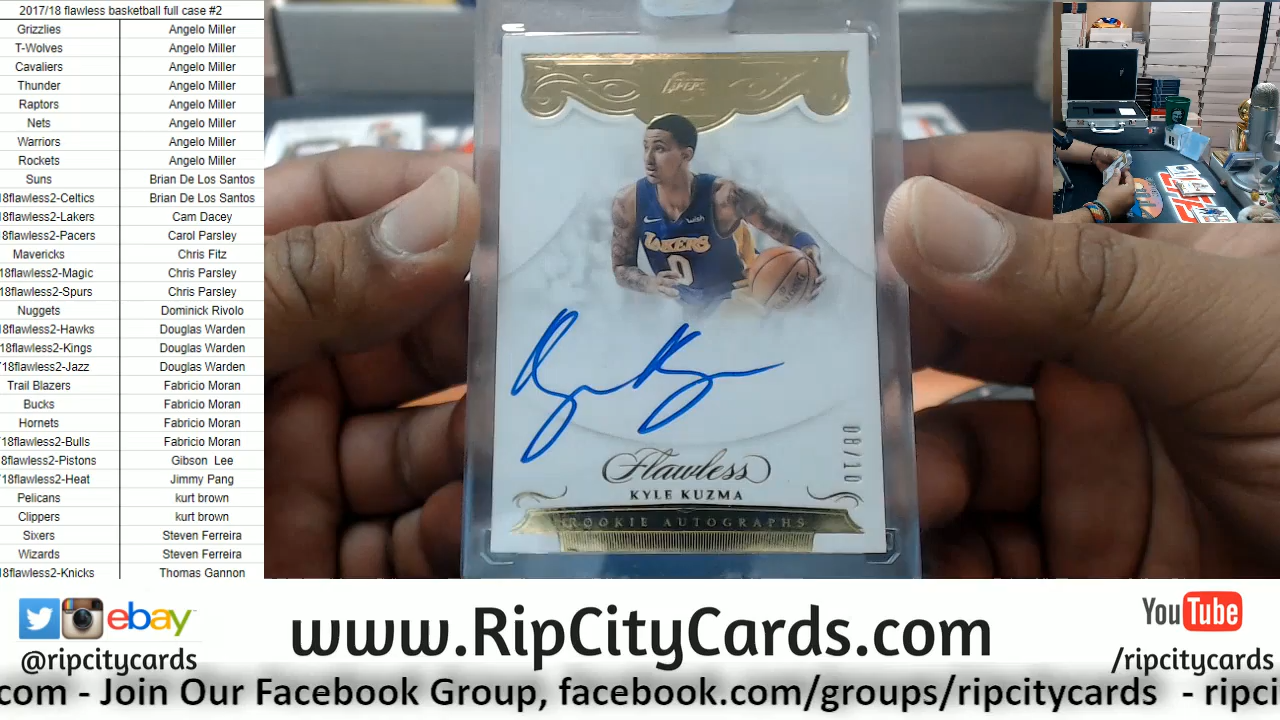 2017/18 flawless basketball full case #2
Grizzlies Angelo Miller
T-Wolves Angelo Miller
Cavaliers Angelo Miller
Thunder Angelo Miller
Raptors Angelo Miller
Nets Angelo Miller
Warriors Angelo Miller
Rockets Angelo Miller
Suns Brian De Los Santos
18flawless2-Celtics Brian De Los Santos
18flawless2-Lakers Cam Dacey
18flawless2-Pacers Carol Parsley
Mavericks Chris Fitz
18flawless2-Magic Chris Parsley
18flawless2-Spurs Chris Parsley
Nuggets Dominick Rivolo
18flawless2-Hawks Douglas Warden
18flawless2-Kings Douglas Warden
18flawless2-Jazz Douglas Warden
Trail Blazers Fabricio Moran
Bucks Fabricio Moran
Hornets Fabricio Moran
18flawless2-Bulls Fabricio Moran
18flawless2-Pistons Gibson Lee
18flawless2-Heat Jimmy Pang
Pelicans kurt brown
Clippers kurt brown
Sixers Steven Ferreira
Wizards Steven Ferreira
18flawless2-Knicks Thomas Gannon
wish
LAKERS
0
08/10
Flawless
KYLE KUZMA
ROOKIE AUTOGRAPHS
ebay
@ripcitycards
www.RipCityCards.com
YouTube
/ripcitycards
.com - Join Our Facebook Group, facebook.com/groups/ripcitycards - ripci